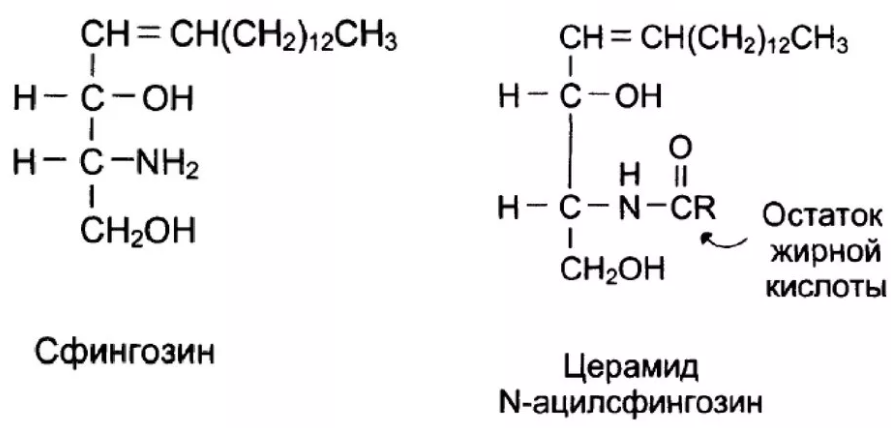 CH=CH(CH₂)₁₂CH₃
H-C-OH
H-C-NH₂
CH₂OH
Сфингозин
CH=CH(CH₂)₁₂CH₃
H-C-OH
O
H
H-C-N-CR
CH₂OH
Остаток
жирной
кислоты
Церамид
N-ацилсфингозин